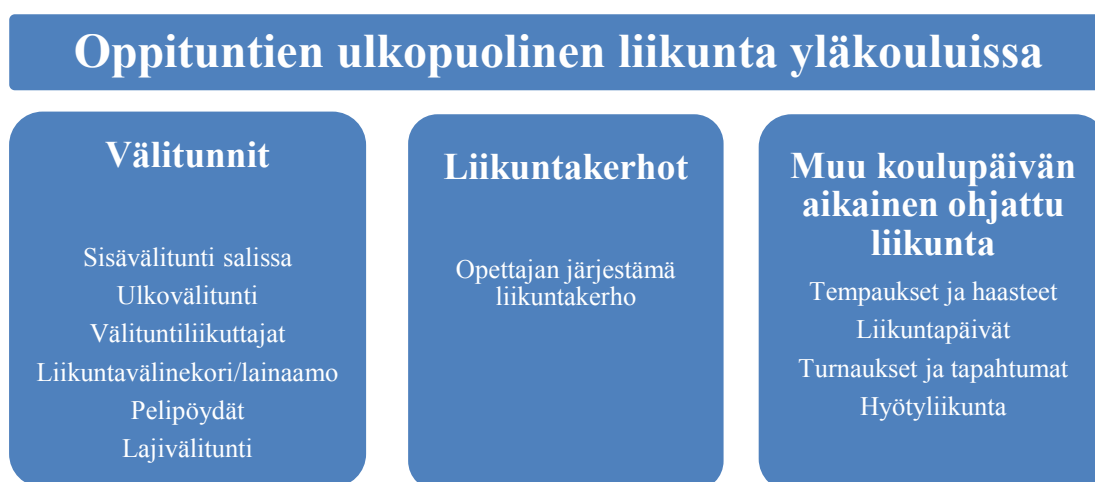 Oppituntien ulkopuolinen liikunta yläkouluissa
Välitunnit
Sisävälitunti salissa
Ulkovälitunti
Välituntiliikuttajat
Liikuntavälinekori/lainaamo
Pelipöydät
Lajivälitunti
Liikuntakerhot
Opettajan järjestämä
liikuntakerho
Muu koulupäivän
aikainen ohjattu
liikunta
Tempaukset ja haasteet
Liikuntapäivät
Turnaukset ja tapahtumat
Hyötyliikunta